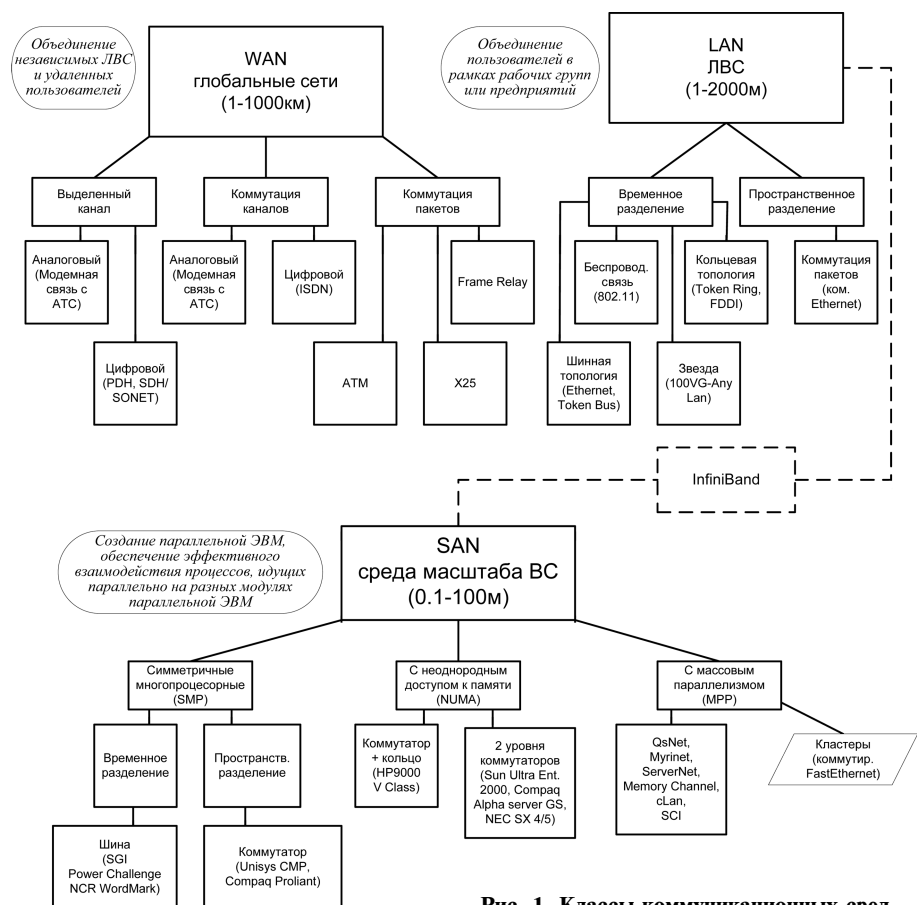 Объединение
независимых ЛВС
и удаленных
пользователей
WAN
глобальные сети
(1-1000км)
Объединение
пользователей в
рамках рабочих групп
или предприятий
LAN
ЛВС
(1-2000м)
Выделенный
канал
Коммутация
каналов
Коммутация
пакетов
Временное
разделение
Пространственное
разделение
Аналоговый
(Модемная
связь с
АТС)
Аналоговый
(Модемная
связь с
АТС)
Цифровой
(ISDN)
Frame Relay
Беспровод.
связь
(802.11)
Кольцевая
топология
(Token Ring,
FDDI)
Коммутация
пакетов
(ком.
Ethernet)
Цифровой
(PDH, SDH/
SONET)
ATM
X25
Шинная
топология
(Ethernet,
Token Bus)
Звезда
(100VG-Any
Lan)
InfiniBand
Создание параллельной ЭВМ,
обеспечение эффективного
взаимодействия процессов, идущих
параллельно на разных модулях
параллельной ЭВМ
SAN
среда масштаба ВС
(0.1-100м)
Симметричные
многопроцесорные
(SMP)
С неоднородным
доступом к памяти
(NUMA)
С массовым
параллелизмом
(MPP)
Временное
разделение
Пространств.
разделение
Коммутатор
+ кольцо
(HP9000
V Class)
2 уровня
коммутаторов
(Sun Ultra Ent.
2000, Compaq
Alpha server GS,
NEC SX 4/5)
QsNet,
Myrinet,
ServerNet,
Memory Channel,
cLan,
SCI
Кластеры
(коммутир.
FastEthernet)
Шина
(SGI
Power Challenge
NCR WordMark)
Коммутатор
(Unisys CMP,
Compaq Proliant)
Рис. 1. Классы коммуникационных сред